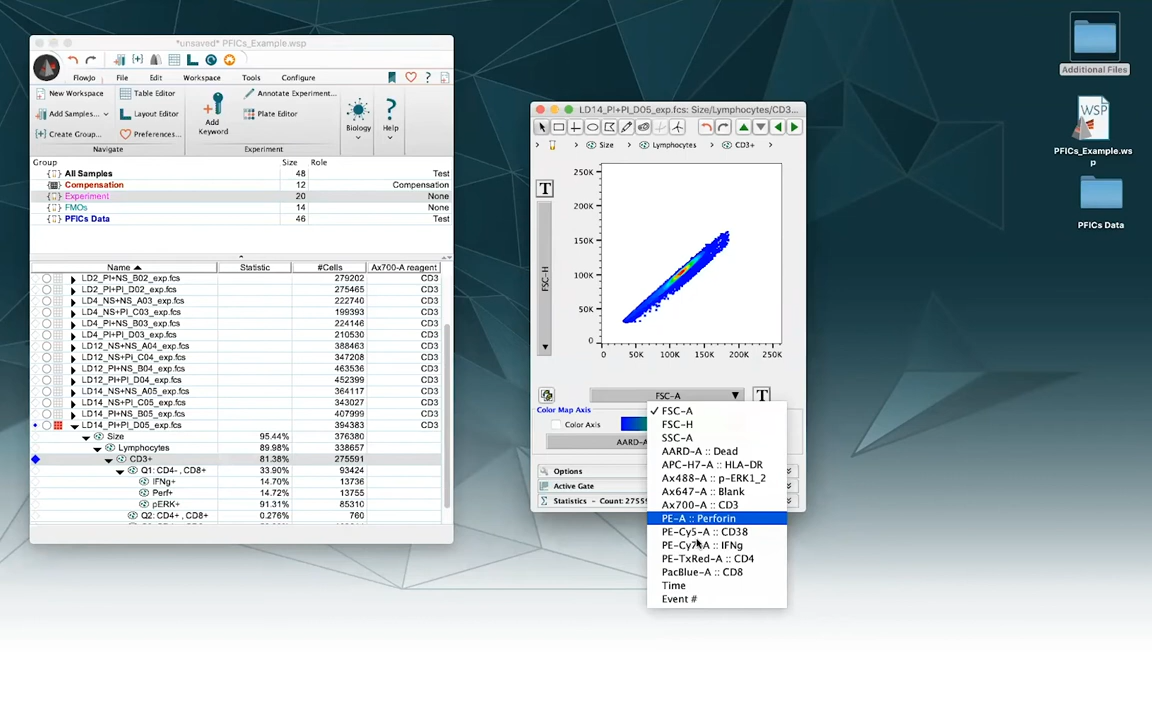 *unsaved* PFICs_Example.wsp
FlowJo File Edit Workspace Tools Configure
New Workspace
Add Samples...
Create Group...
Table Editor
Layout Editor
Preferences...
Navigate
Add Keyword
Annotate Experiment...
Plate Editor
Experiment
Biology
Help
Group Size Role
{ } All Samples 48 Test
Compensation 12 Compensation
{ } Experiment 20 None
{ } FMOs 14 None
{ } PFICs Data 46 Test
Name Statistic #Cells Ax700-A reagent
LD2_PI+NS_B02_exp.fcs 279202 CD3
LD2_PI+PI_D02_exp.fcs 275465 CD3
LD4_NS+NS_A03_exp.fcs 222740 CD3
LD4_NS+PI_C03_exp.fcs 199393 CD3
LD4_PI+NS_B03_exp.fcs 224146 CD3
LD4_PI+PI_D03_exp.fcs 210530 CD3
LD12_NS+NS_A04_exp.fcs 388463 CD3
LD12_NS+PI_C04_exp.fcs 347208 CD3
LD12_PI+NS_B04_exp.fcs 463536 CD3
LD12_PI+PI_D04_exp.fcs 452399 CD3
LD14_NS+NS_A05_exp.fcs 364117 CD3
LD14_NS+PI_C05_exp.fcs 343027 CD3
LD14_PI+NS_B05_exp.fcs 407999 CD3
LD14_PI+PI_D05_exp.fcs 394383 CD3
Size 95.44% 376380
Lymphocytes 89.98% 338657
CD3+ 81.38% 275591
Q1: CD4- , CD8+ 33.90% 93424
IFNg+ 14.70% 13736
Perf+ 14.72% 13755
pERK+ 91.31% 85310
Q2: CD4+ , CD8+ 0.276% 760
LD14_PI+PI_D05_exp.fcs: Size/Lymphocytes/CD3...
Size > Lymphocytes > CD3+ >
T
FSC-H
250K
200K
150K
100K
50K
0
0 50K 100K 150K 200K 250K
FSC-A
T
Color Map Axis
Color Axis
AARD-A
Options
Active Gate
Σ Statistics - Count: 2755
✓ FSC-A
FSC-H
SSC-A
AARD-A :: Dead
APC-H7-A :: HLA-DR
Ax488-A :: p-ERK1_2
Ax647-A :: Blank
Ax700-A :: CD3
PE-A :: Perforin
PE-Cy5-A :: CD38
PE-Cy7-A :: IFNg
PE-TxRed-A :: CD4
PacBlue-A :: CD8
Time
Event #
Additional Files
WSP
PFICs_Example.ws
p
PFICs Data